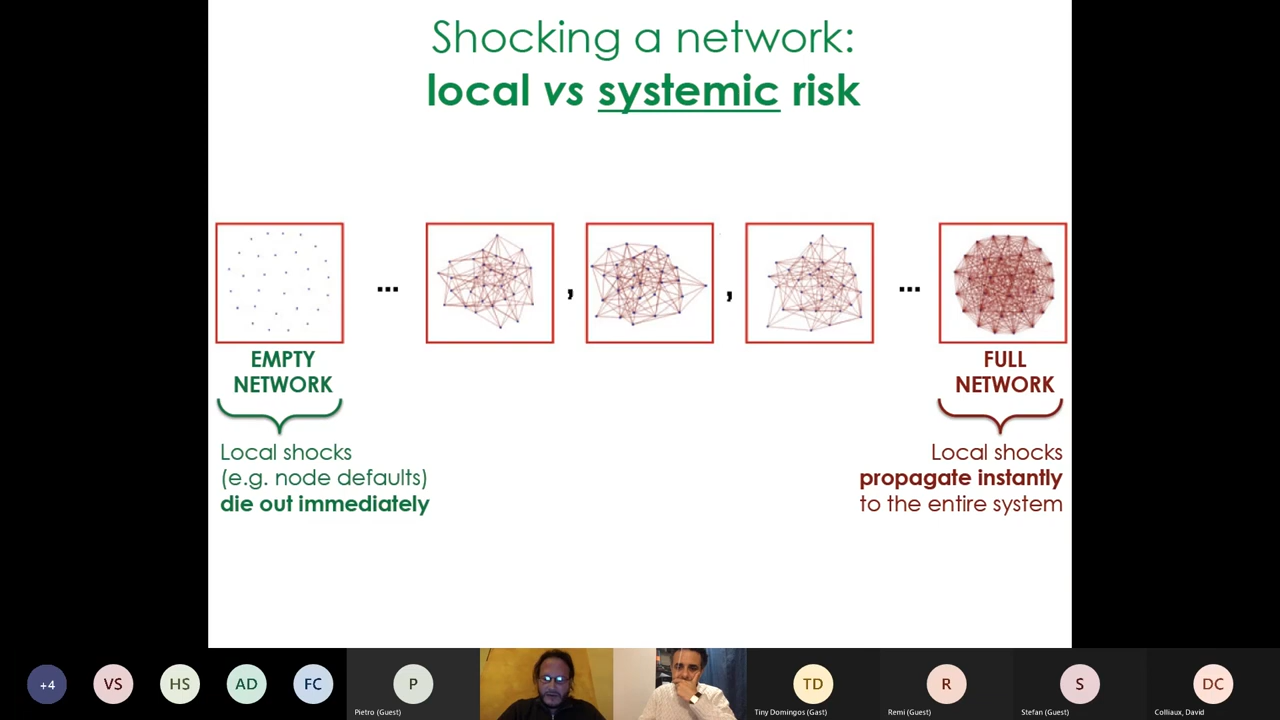 Shocking a network:
local vs systemic risk
... , , ...
EMPTY
NETWORK
FULL
NETWORK
Local shocks
(e.g. node defaults)
die out immediately
Local shocks
propagate instantly
to the entire system
+4
VS
HS
AD
FC
P
TD
R
S
DC
Pietro (Guest)
Tiny Domingos (Gast)
Remi (Guest)
Stefan (Guest)
Colliaux, David